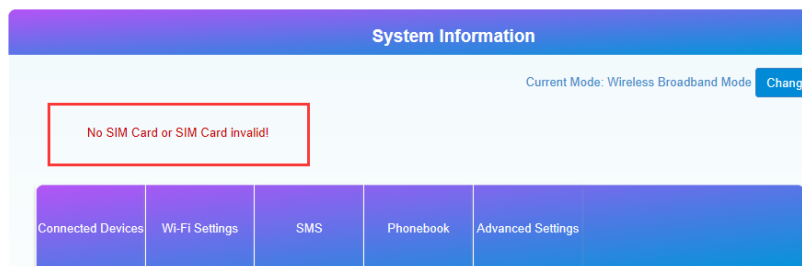 System Information
Current Mode: Wireless Broadband Mode
No SIM Card or SIM Card invalid!
Connected Devices
Wi-Fi Settings
SMS
Phonebook
Advanced Settings